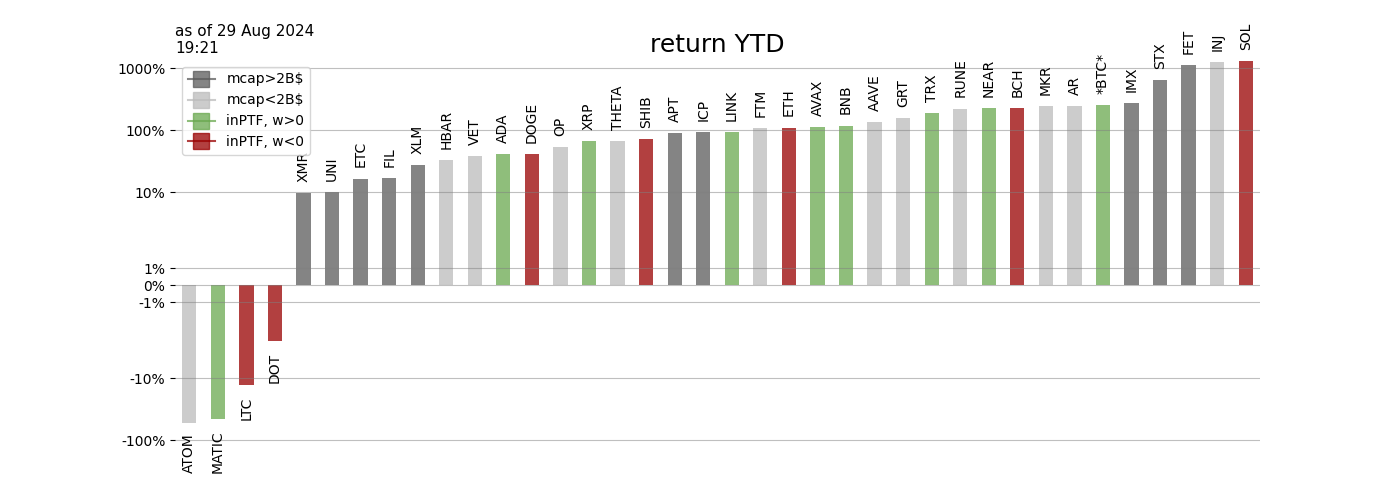 as of 29 Aug 2024
19:21
return YTD
mcap>2B$
mcap<2B$
inPTF, w>0
inPTF, w<0
1000%
100%
10%
1%
0%
-1%
-10%
-100%
ATOM
MATIC
LTC
DOT
XMR
UNI
ETC
FIL
XLM
HBAR
VET
ADA
DOGE
OP
XRP
THETA
SHIB
APT
ICP
LINK
FTM
ETH
AVAX
BNB
AAVE
GRT
TRX
RUNE
NEAR
BCH
MKR
AR
*BTC*
IMX
STX
FET
INJ
SOL